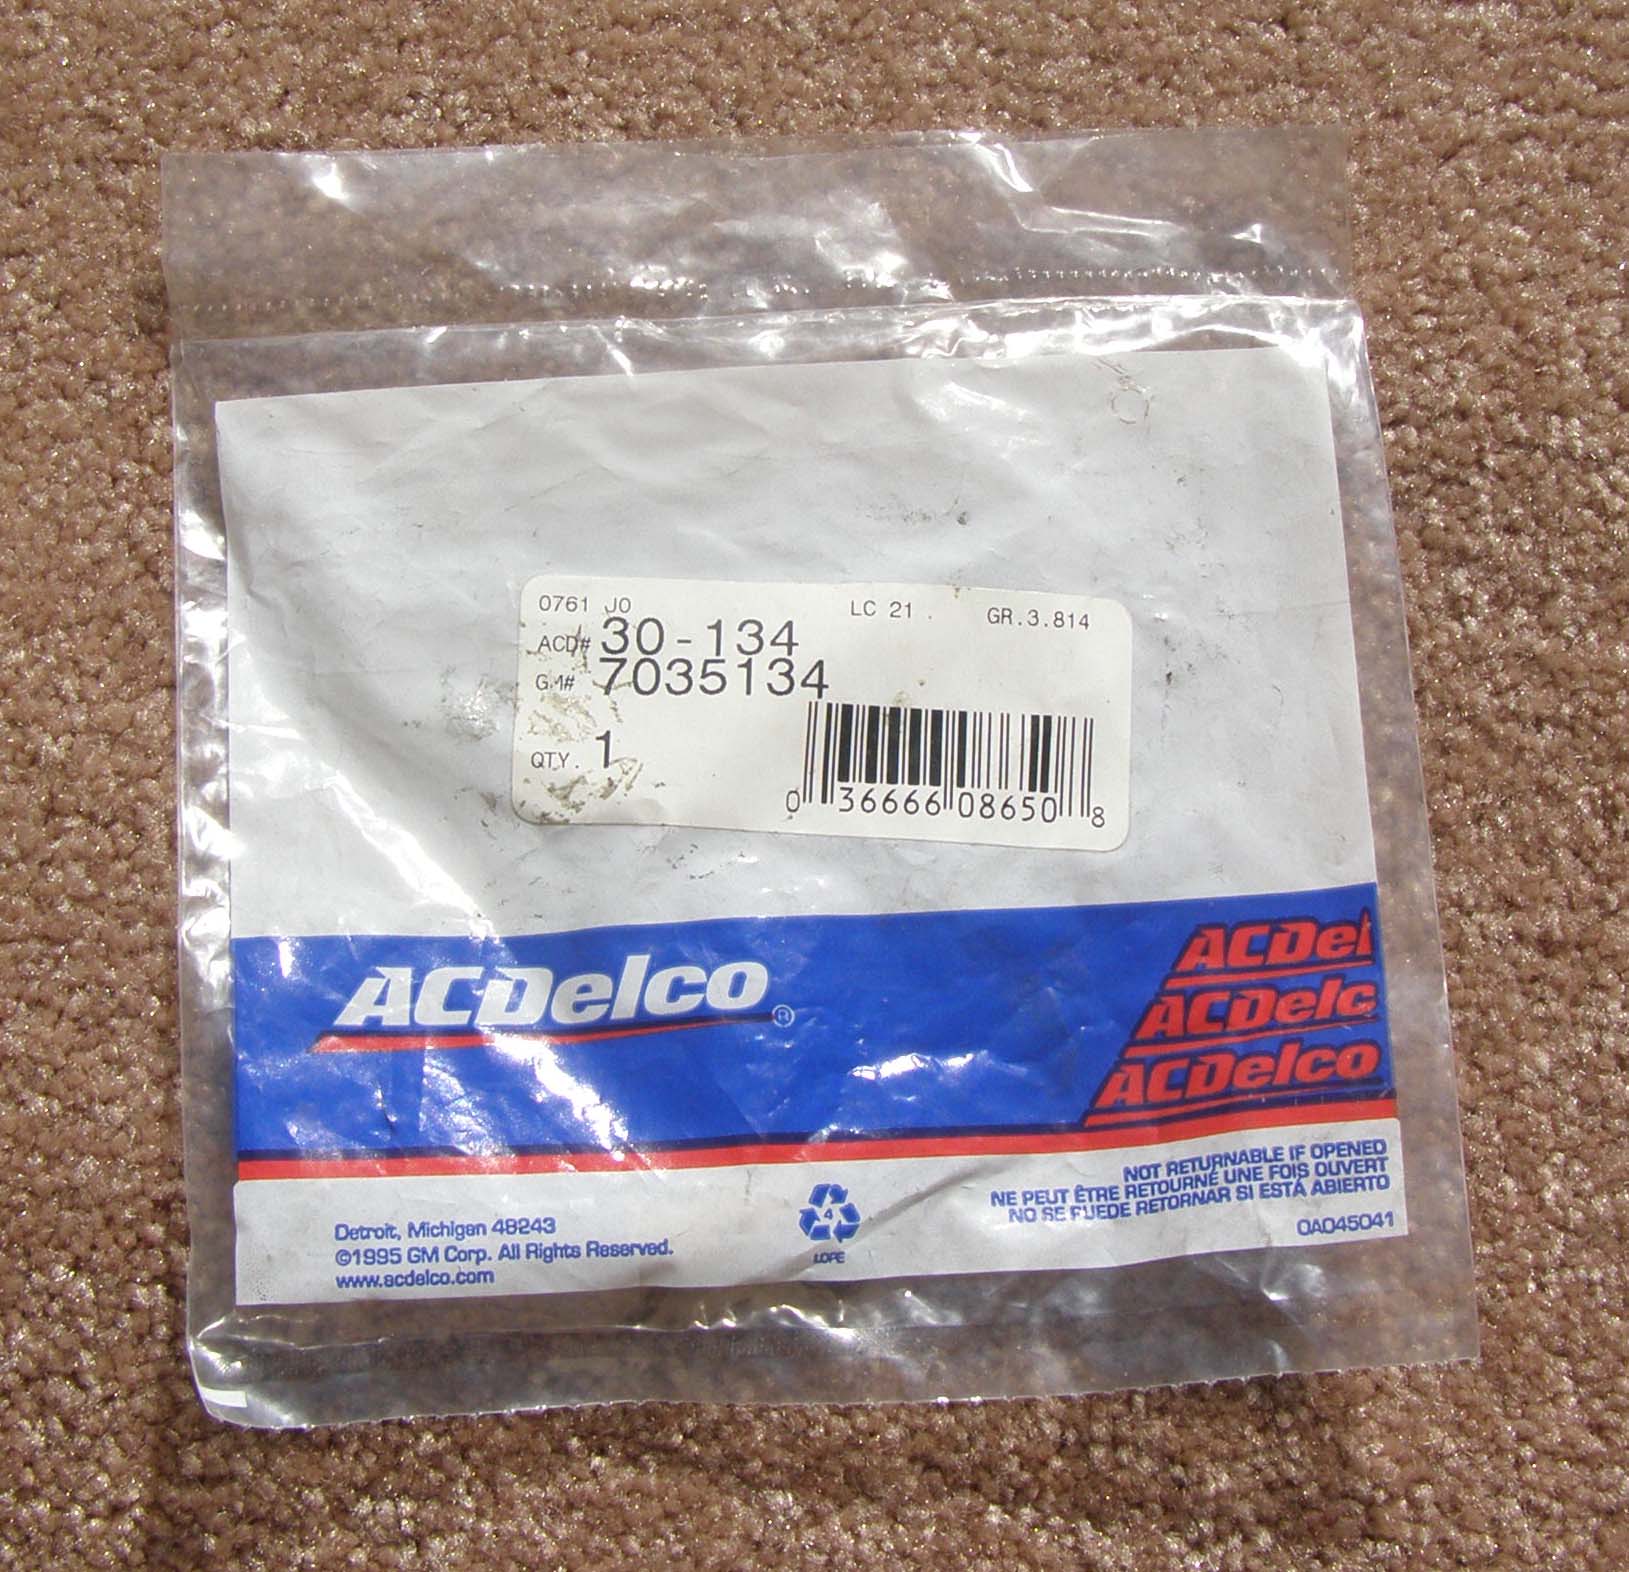 0761 JO LC 21 . GR.3.814
ACD# 30-134
GM# 7035134
QTY. 1
0 36666 08650 8
ACDelco ®
ACDel
ACDelc
ACDelco
NOT RETURNABLE IF OPENED
NE PEUT ÊTRE RETOURNÉ UNE FOIS OUVERT
NO SE PUEDE RETORNAR SI ESTÁ ABIERTO
0A045041
Detroit, Michigan 48243
©1995 GM Corp. All Rights Reserved.
www.acdelco.com
4
LDPE